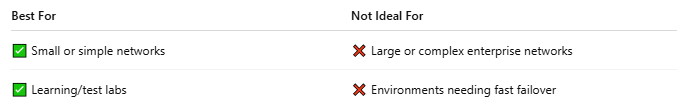 Best For Not Ideal For
✅ Small or simple networks ❌ Large or complex enterprise networks
✅ Learning/test labs ❌ Environments needing fast failover